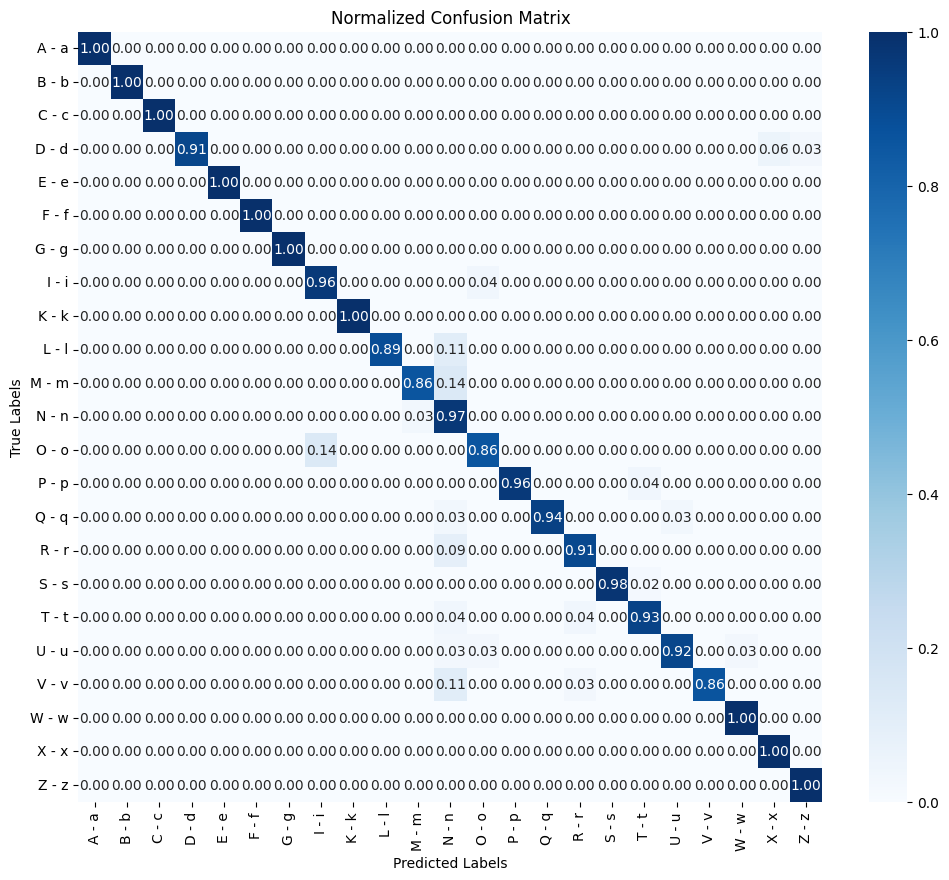 Normalized Confusion Matrix
A - a 1.00 0.00 0.00 0.00 0.00 0.00 0.00 0.00 0.00 0.00 0.00 0.00 0.00 0.00 0.00 0.00 0.00 0.00 0.00 0.00 0.00 0.00 0.00
B - b 0.00 1.00 0.00 0.00 0.00 0.00 0.00 0.00 0.00 0.00 0.00 0.00 0.00 0.00 0.00 0.00 0.00 0.00 0.00 0.00 0.00 0.00 0.00
C - c 0.00 0.00 1.00 0.00 0.00 0.00 0.00 0.00 0.00 0.00 0.00 0.00 0.00 0.00 0.00 0.00 0.00 0.00 0.00 0.00 0.00 0.00 0.00
D - d 0.00 0.00 0.00 0.91 0.00 0.00 0.00 0.00 0.00 0.00 0.00 0.00 0.00 0.00 0.00 0.00 0.00 0.00 0.00 0.00 0.00 0.06 0.03
E - e 0.00 0.00 0.00 0.00 1.00 0.00 0.00 0.00 0.00 0.00 0.00 0.00 0.00 0.00 0.00 0.00 0.00 0.00 0.00 0.00 0.00 0.00 0.00
F - f 0.00 0.00 0.00 0.00 0.00 1.00 0.00 0.00 0.00 0.00 0.00 0.00 0.00 0.00 0.00 0.00 0.00 0.00 0.00 0.00 0.00 0.00 0.00
G - g 0.00 0.00 0.00 0.00 0.00 0.00 1.00 0.00 0.00 0.00 0.00 0.00 0.00 0.00 0.00 0.00 0.00 0.00 0.00 0.00 0.00 0.00 0.00
I - i 0.00 0.00 0.00 0.00 0.00 0.00 0.00 0.96 0.00 0.00 0.00 0.00 0.04 0.00 0.00 0.00 0.00 0.00 0.00 0.00 0.00 0.00 0.00
K - k 0.00 0.00 0.00 0.00 0.00 0.00 0.00 0.00 1.00 0.00 0.00 0.00 0.00 0.00 0.00 0.00 0.00 0.00 0.00 0.00 0.00 0.00 0.00
L - l 0.00 0.00 0.00 0.00 0.00 0.00 0.00 0.00 0.00 0.89 0.00 0.11 0.00 0.00 0.00 0.00 0.00 0.00 0.00 0.00 0.00 0.00 0.00
M - m 0.00 0.00 0.00 0.00 0.00 0.00 0.00 0.00 0.00 0.00 0.86 0.14 0.00 0.00 0.00 0.00 0.00 0.00 0.00 0.00 0.00 0.00 0.00
N - n 0.00 0.00 0.00 0.00 0.00 0.00 0.00 0.00 0.00 0.00 0.03 0.97 0.00 0.00 0.00 0.00 0.00 0.00 0.00 0.00 0.00 0.00 0.00
O - o 0.00 0.00 0.00 0.00 0.00 0.00 0.00 0.14 0.00 0.00 0.00 0.00 0.86 0.00 0.00 0.00 0.00 0.00 0.00 0.00 0.00 0.00 0.00
P - p 0.00 0.00 0.00 0.00 0.00 0.00 0.00 0.00 0.00 0.00 0.00 0.00 0.00 0.96 0.00 0.00 0.00 0.04 0.00 0.00 0.00 0.00 0.00
Q - q 0.00 0.00 0.00 0.00 0.00 0.00 0.00 0.00 0.00 0.00 0.00 0.03 0.00 0.00 0.94 0.00 0.00 0.00 0.03 0.00 0.00 0.00 0.00
R - r 0.00 0.00 0.00 0.00 0.00 0.00 0.00 0.00 0.00 0.00 0.00 0.09 0.00 0.00 0.00 0.91 0.00 0.00 0.00 0.00 0.00 0.00 0.00
S - s 0.00 0.00 0.00 0.00 0.00 0.00 0.00 0.00 0.00 0.00 0.00 0.00 0.00 0.00 0.00 0.00 0.98 0.02 0.00 0.00 0.00 0.00 0.00
T - t 0.00 0.00 0.00 0.00 0.00 0.00 0.00 0.00 0.00 0.00 0.00 0.04 0.00 0.00 0.00 0.04 0.00 0.93 0.00 0.00 0.00 0.00 0.00
U - u 0.00 0.00 0.00 0.00 0.00 0.00 0.00 0.00 0.00 0.00 0.00 0.03 0.03 0.00 0.00 0.00 0.00 0.00 0.92 0.00 0.03 0.00 0.00
V - v 0.00 0.00 0.00 0.00 0.00 0.00 0.00 0.00 0.00 0.00 0.00 0.11 0.00 0.00 0.00 0.03 0.00 0.00 0.00 0.86 0.00 0.00 0.00
W - w 0.00 0.00 0.00 0.00 0.00 0.00 0.00 0.00 0.00 0.00 0.00 0.00 0.00 0.00 0.00 0.00 0.00 0.00 0.00 0.00 1.00 0.00 0.00
X - x 0.00 0.00 0.00 0.00 0.00 0.00 0.00 0.00 0.00 0.00 0.00 0.00 0.00 0.00 0.00 0.00 0.00 0.00 0.00 0.00 0.00 1.00 0.00
Z - z 0.00 0.00 0.00 0.00 0.00 0.00 0.00 0.00 0.00 0.00 0.00 0.00 0.00 0.00 0.00 0.00 0.00 0.00 0.00 0.00 0.00 0.00 1.00
A - a B - b C - c D - d E - e F - f G - g I - i K - k L - l M - m N - n O - o P - p Q - q R - r S - s T - t U - u V - v W - w X - x Z - z
Predicted Labels
True Labels
1.0
0.8
0.6
0.4
0.2
0.0